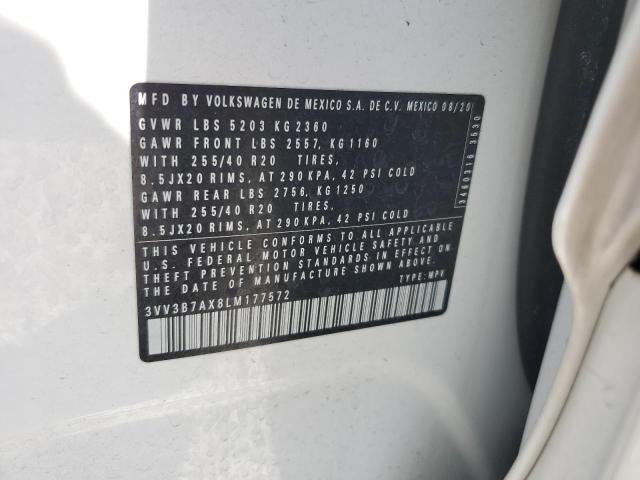 MFD BY VOLKSWAGEN DE MEXICO S.A. DE C.V. MEXICO 08/20
GVWR LBS 5203 KG 2360
GAWR FRONT LBS 2557, KG 1160
WITH 255/40 R20 TIRES,
8.5JX20 RIMS, AT 290 KPA, 42 PSI COLD
GAWR REAR LBS 2756, KG 1250
WITH 255/40 R20 TIRES,
8.5JX20 RIMS, AT 290 KPA, 42 PSI COLD
THIS VEHICLE CONFORMS TO ALL APPLICABLE
U.S. FEDERAL MOTOR VEHICLE SAFETY AND
THEFT PREVENTION STANDARDS IN EFFECT ON
THE DATE OF MANUFACTURE SHOWN ABOVE.
3VV3B7AX8LM177572 TYPE: MPV
3460316 3530